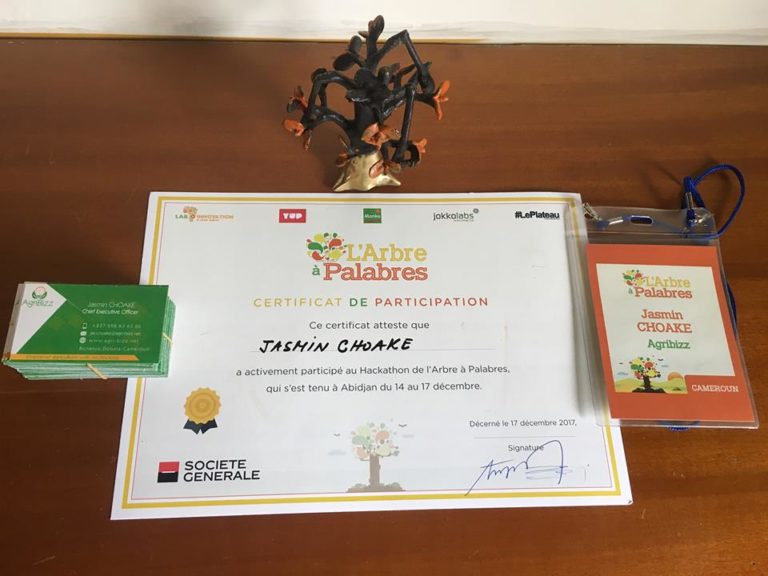 LAB INNOVATION
YUP
Manko
jokkolabs
#LePlateau
L'Arbre
à Palabres
CERTIFICAT DE PARTICIPATION
Ce certificat atteste que
JASMIN CHOAKE
a activement participé au Hackathon de l'Arbre à Palabres,
qui s'est tenu à Abidjan du 14 au 17 décembre.
Décerné le 17 décembre 2017,
Signature
SOCIETE
GENERALE
AgriBizz
Jasmin CHOAKE
Chief Executive Officer
L'Arbre
à Palabres
Jasmin
CHOAKE
Agribizz
CAMEROUN